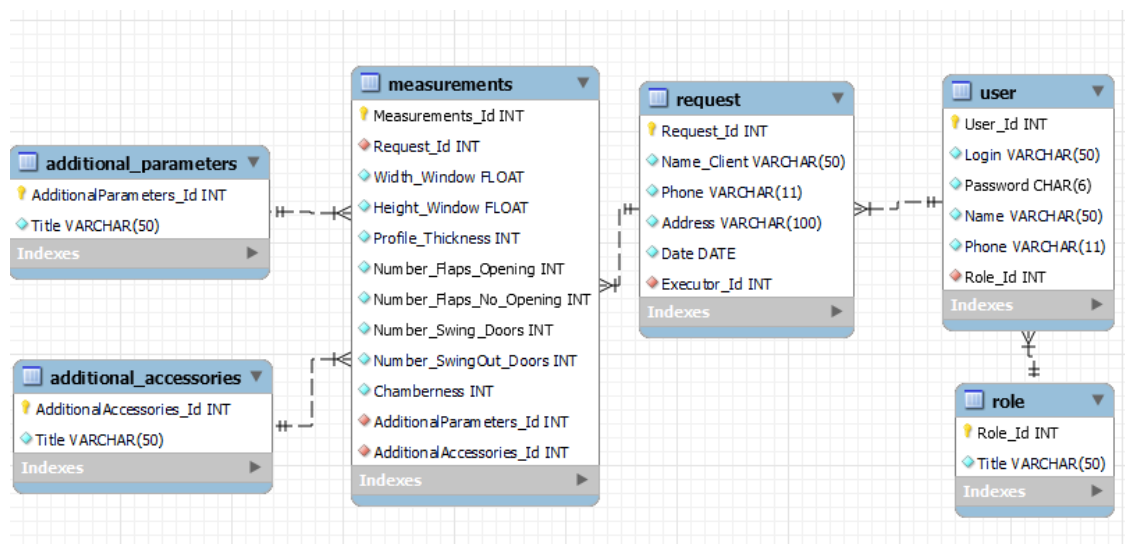 additional_parameters
AdditionalParameters_Id INT
Title VARCHAR(50)
Indexes
additional_accessories
AdditionalAccessories_Id INT
Title VARCHAR(50)
Indexes
measurements
Measurements_Id INT
Request_Id INT
Width_Window FLOAT
Height_Window FLOAT
Profile_Thickness INT
Number_Flaps_Opening INT
Number_Flaps_No_Opening INT
Number_Swing_Doors INT
Number_SwingOut_Doors INT
Chamberness INT
AdditionalParameters_Id INT
AdditionalAccessories_Id INT
Indexes
request
Request_Id INT
Name_Client VARCHAR(50)
Phone VARCHAR(11)
Address VARCHAR(100)
Date DATE
Executor_Id INT
Indexes
user
User_Id INT
Login VARCHAR(50)
Password CHAR(6)
Name VARCHAR(50)
Phone VARCHAR(11)
Role_Id INT
Indexes
role
Role_Id INT
Title VARCHAR(50)
Indexes